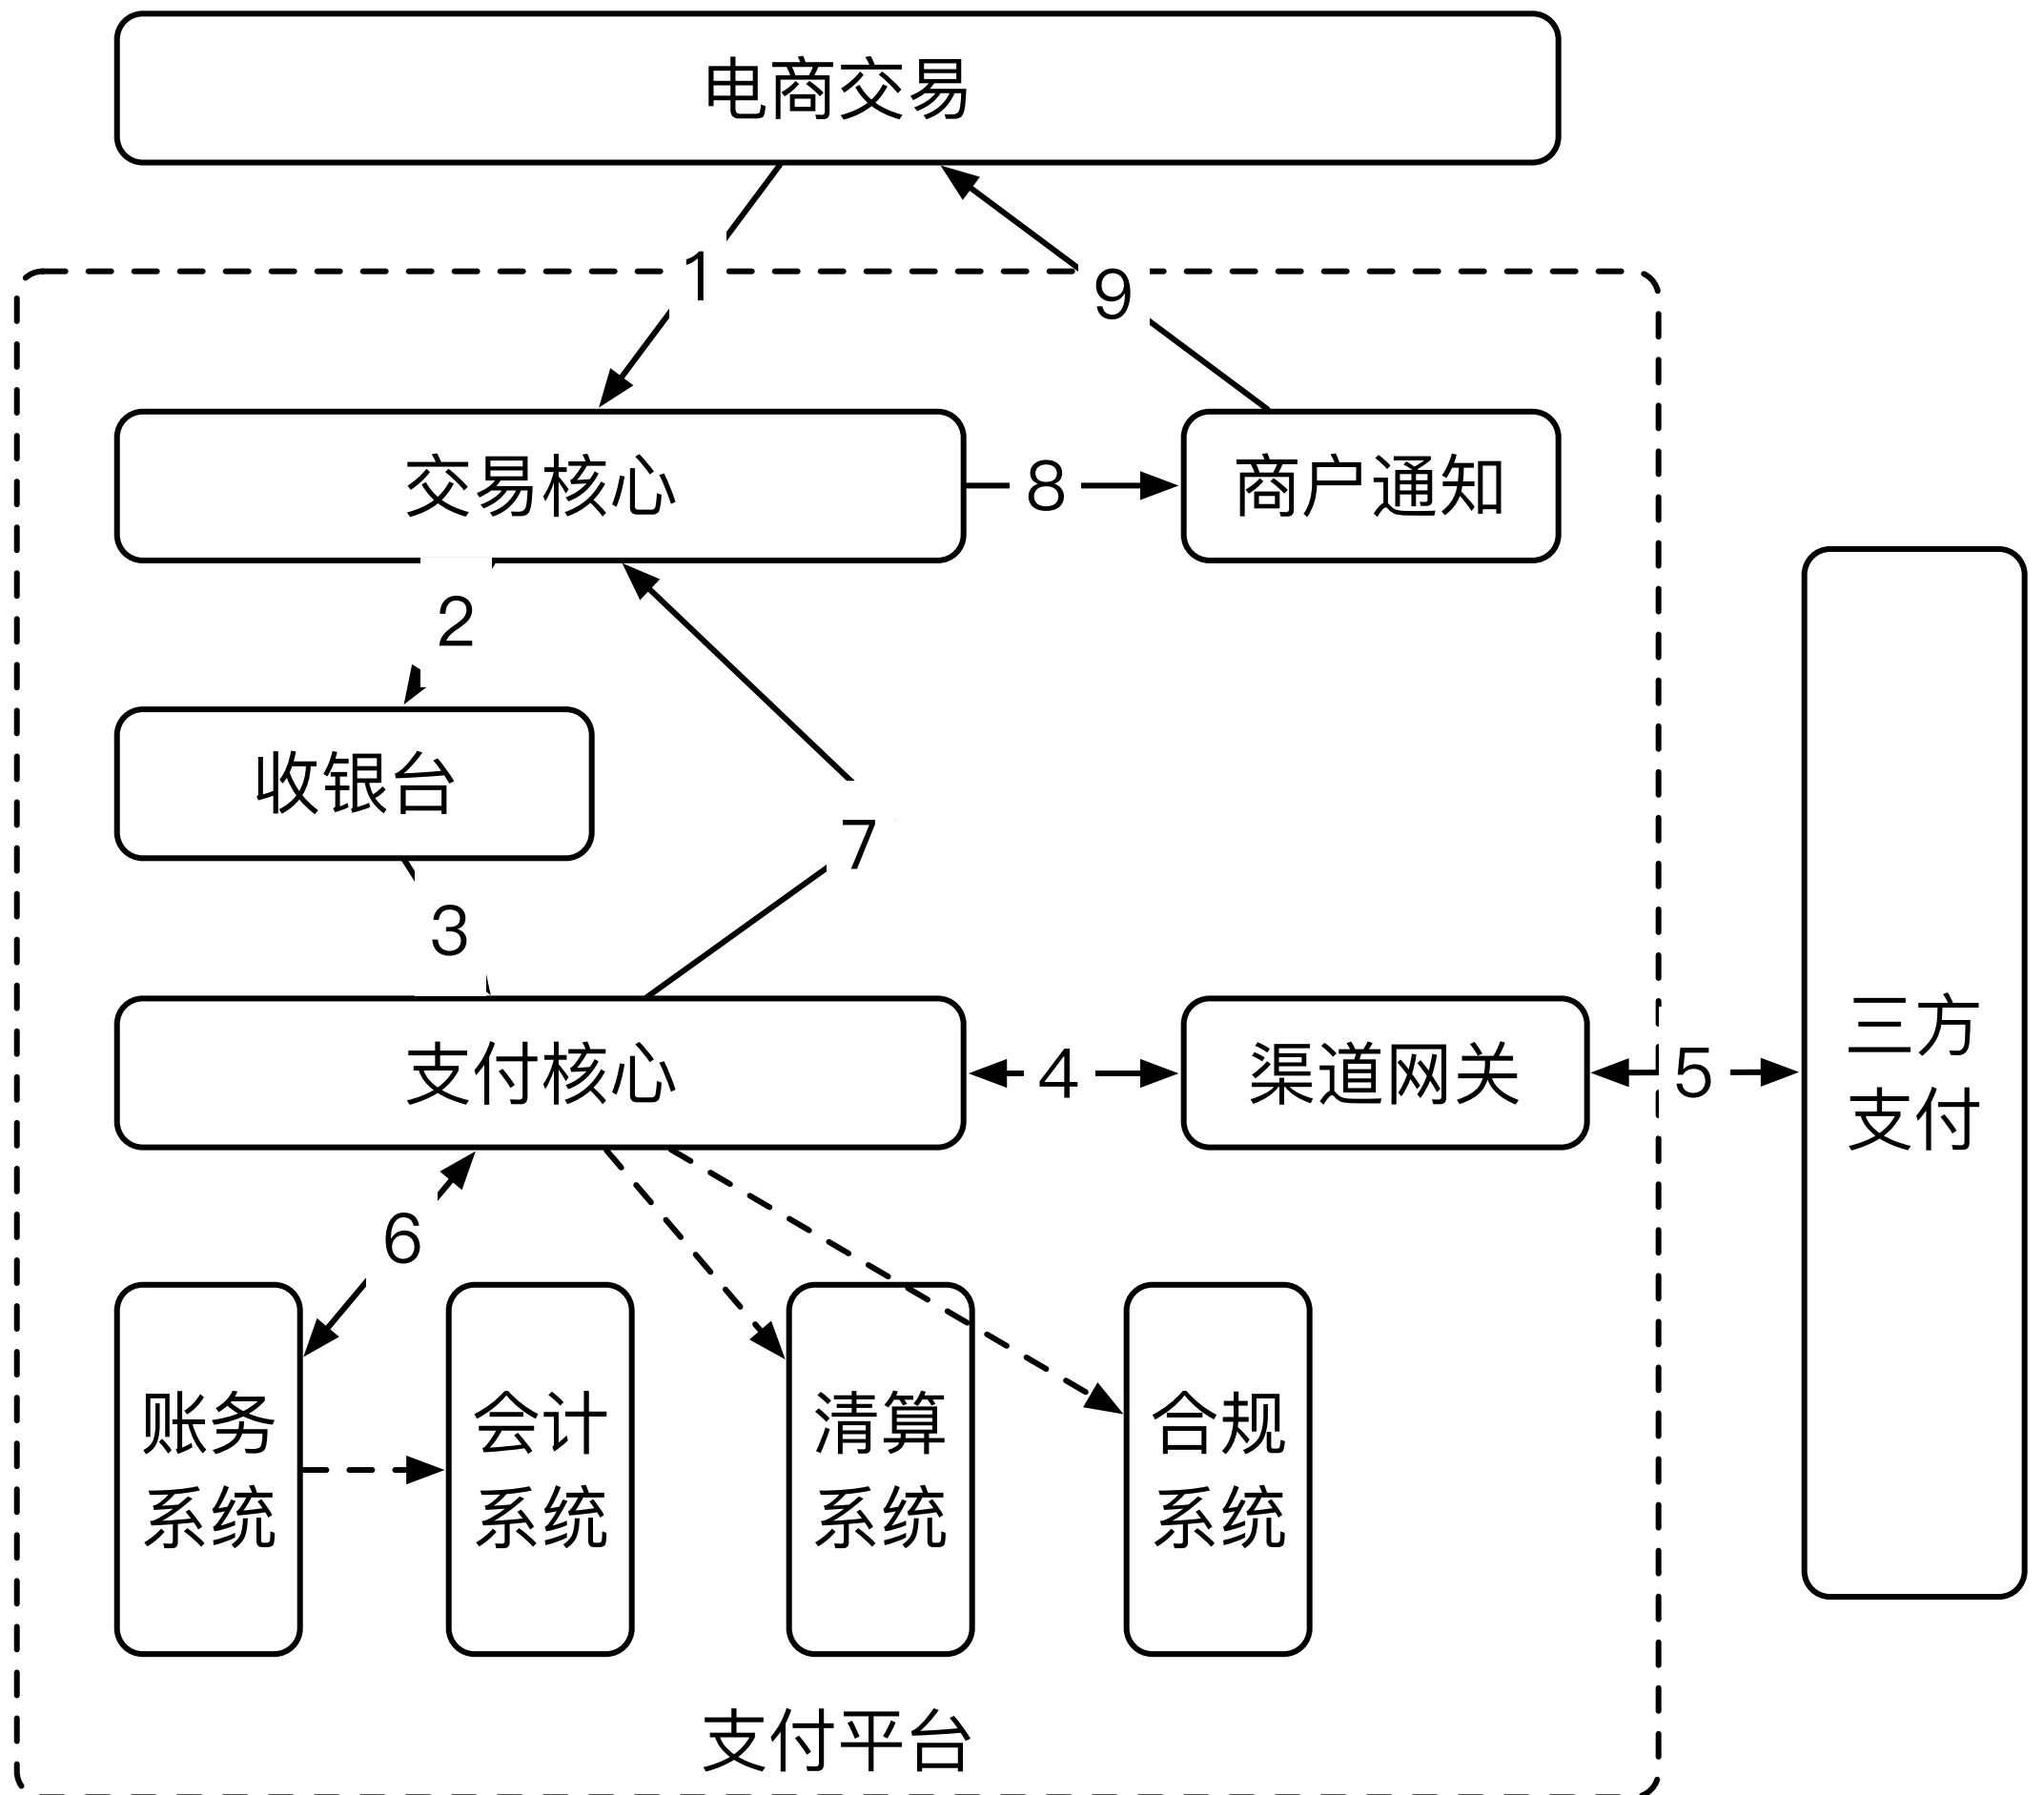 电商交易
1
9
交易核心
8
商户通知
2
收银台
7
3
支付核心
4
渠道网关
5
三方
支付
6
账务
系统
会计
系统
清算
系统
合规
系统
支付平台